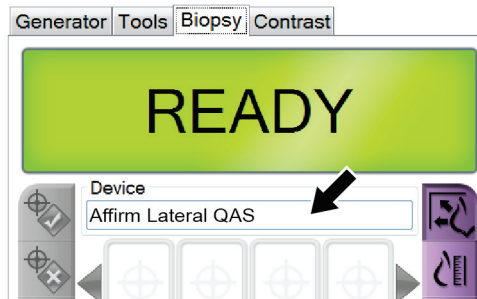 Generator Tools Biopsy Contrast
READY
Device
Affirm Lateral QAS